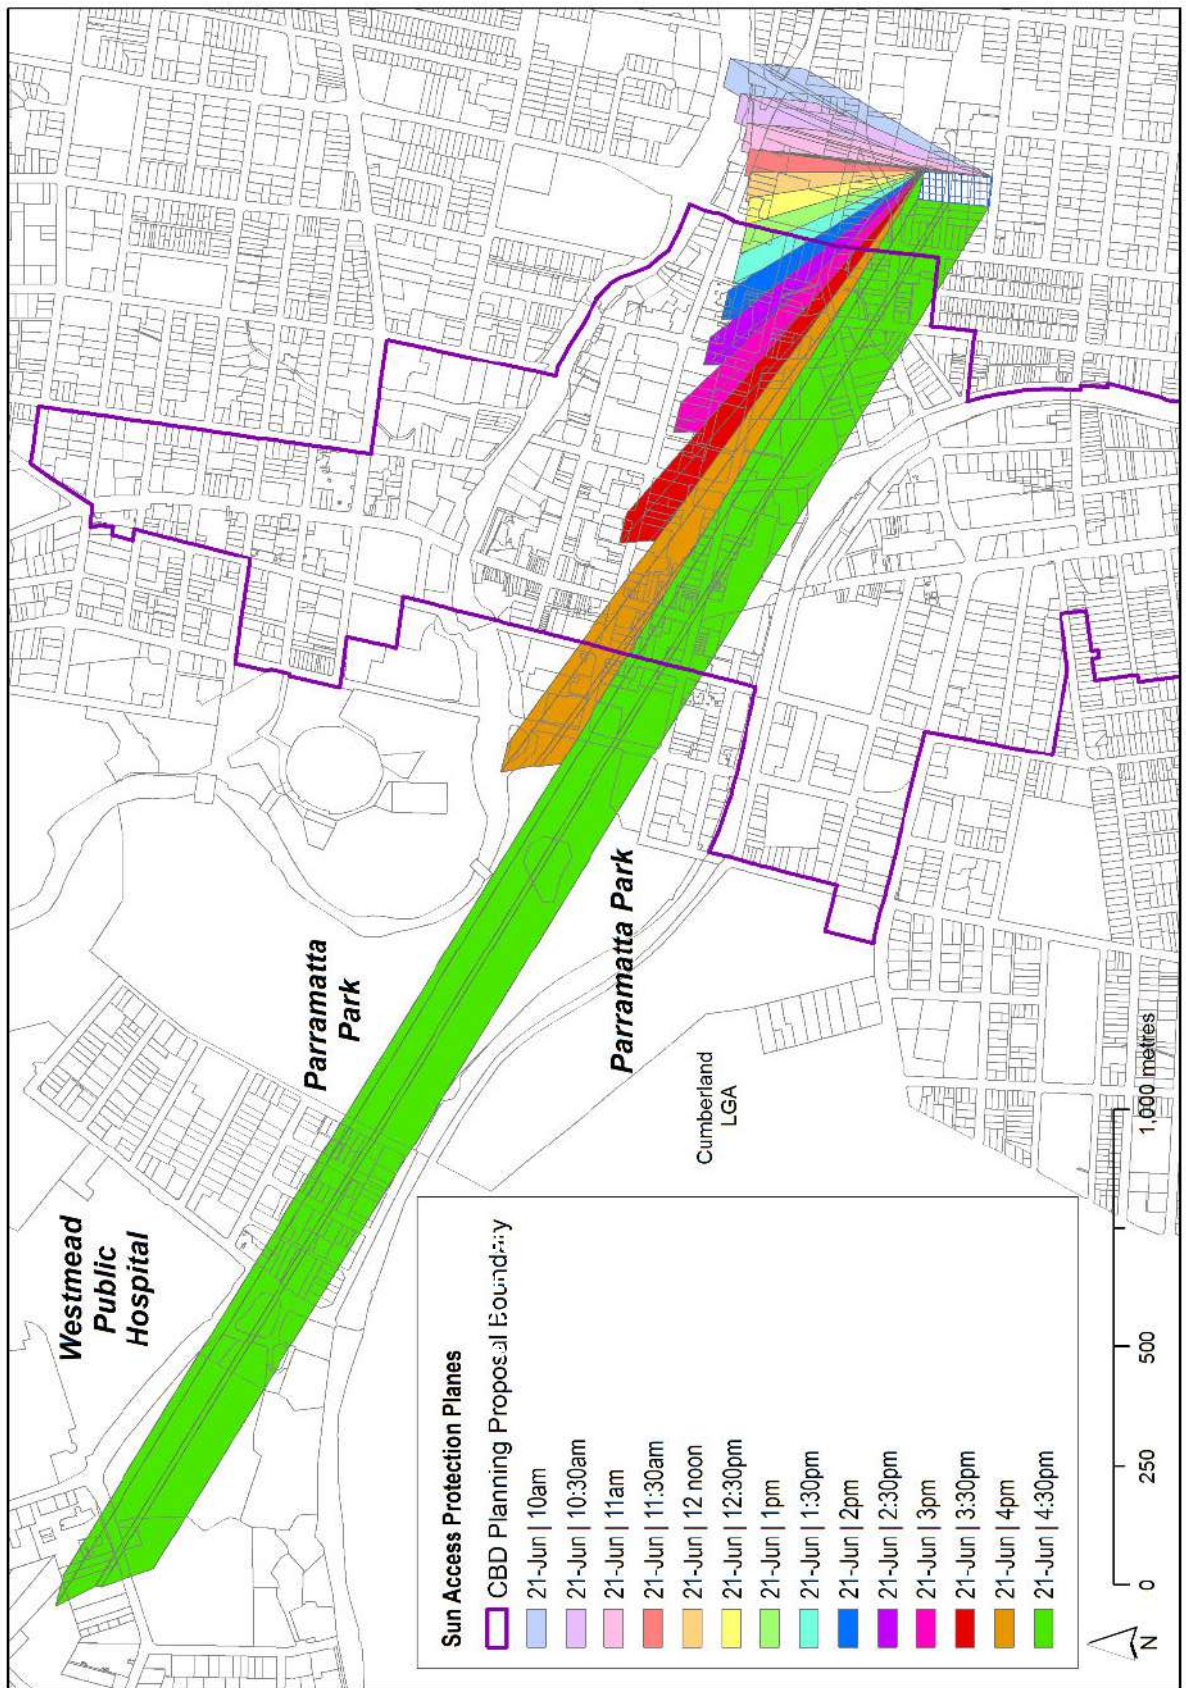 Westmead
Public
Hospital
Parramatta
Park
Parramatta Park
Cumberland
LGA
Sun Access Protection Planes
CBD Planning Proposal Boundary
21-Jun | 10am
21-Jun | 10:30am
21-Jun | 11am
21-Jun | 11:30am
21-Jun | 12 noon
21-Jun | 12:30pm
21-Jun | 1pm
21-Jun | 1:30pm
21-Jun | 2pm
21-Jun | 2:30pm
21-Jun | 3pm
21-Jun | 3:30pm
21-Jun | 4pm
21-Jun | 4:30pm
N
0 250 500 1,000 metres